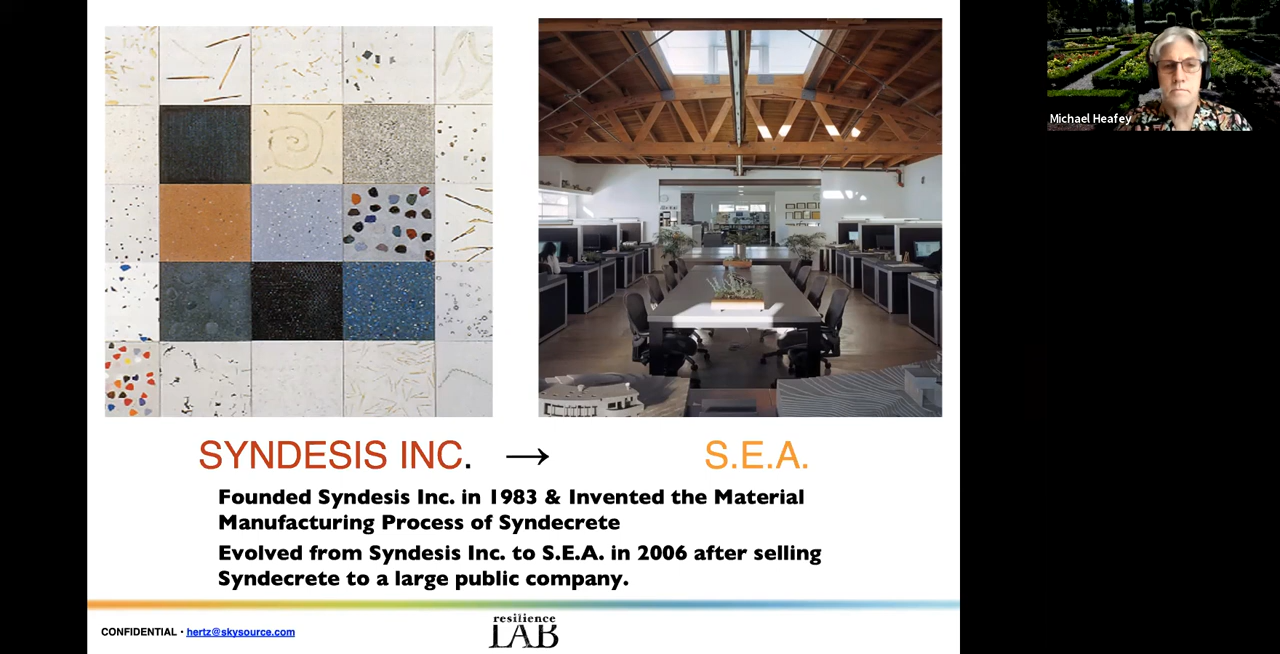 Michael Heafey
SYNDESIS INC. → S.E.A.
Founded Syndesis Inc. in 1983 & Invented the Material
Manufacturing Process of Syndecrete
Evolved from Syndesis Inc. to S.E.A. in 2006 after selling
Syndecrete to a large public company.
CONFIDENTIAL · hertz@skysource.com
resilience
LAB